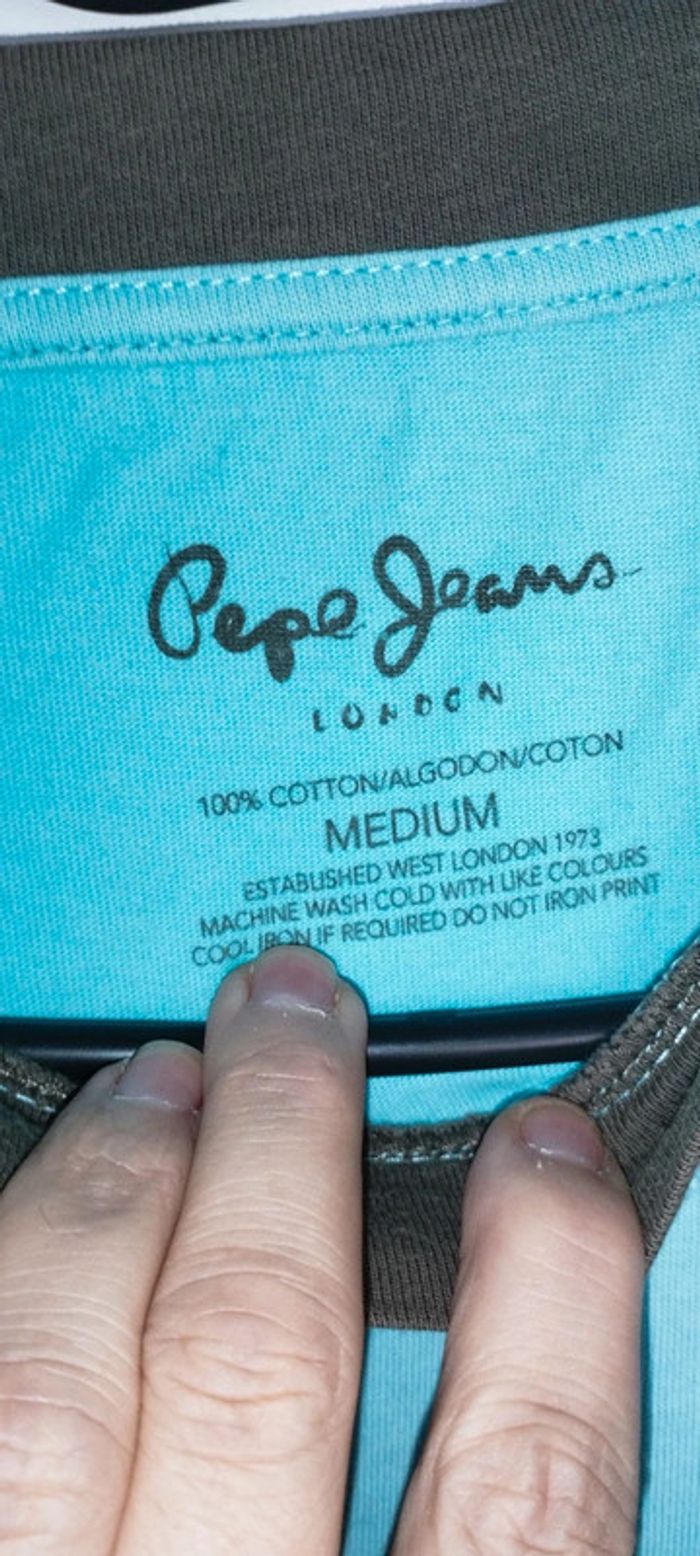 Pepe Jeans
LONDON
100% COTTON/ALGODON/COTON
MEDIUM
ESTABLISHED WEST LONDON 1973
MACHINE WASH COLD WITH LIKE COLOURS
COOL IRON IF REQUIRED DO NOT IRON PRINT